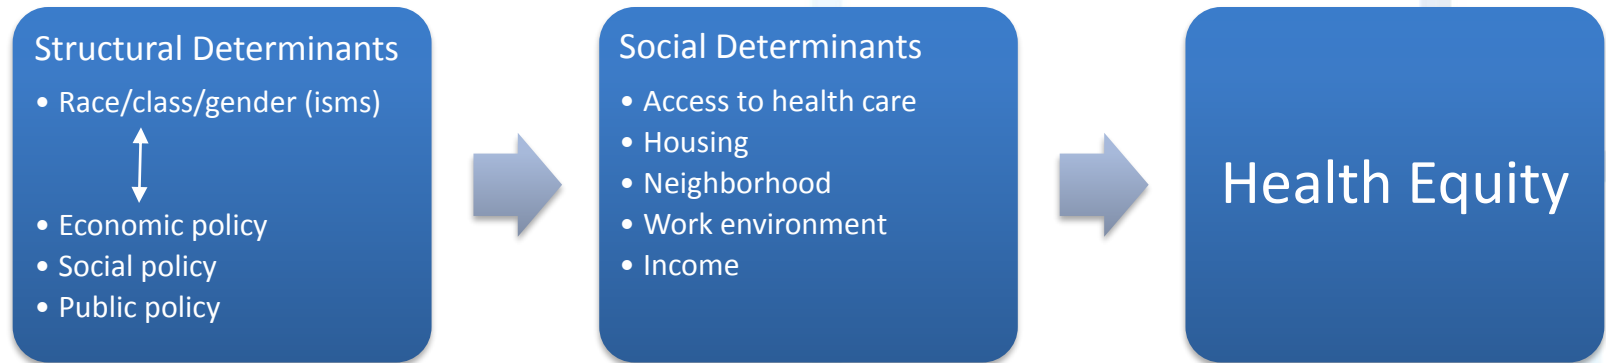 Structural Determinants
• Race/class/gender (isms)
• Economic policy
• Social policy
• Public policy
Social Determinants
• Access to health care
• Housing
• Neighborhood
• Work environment
• Income
Health Equity